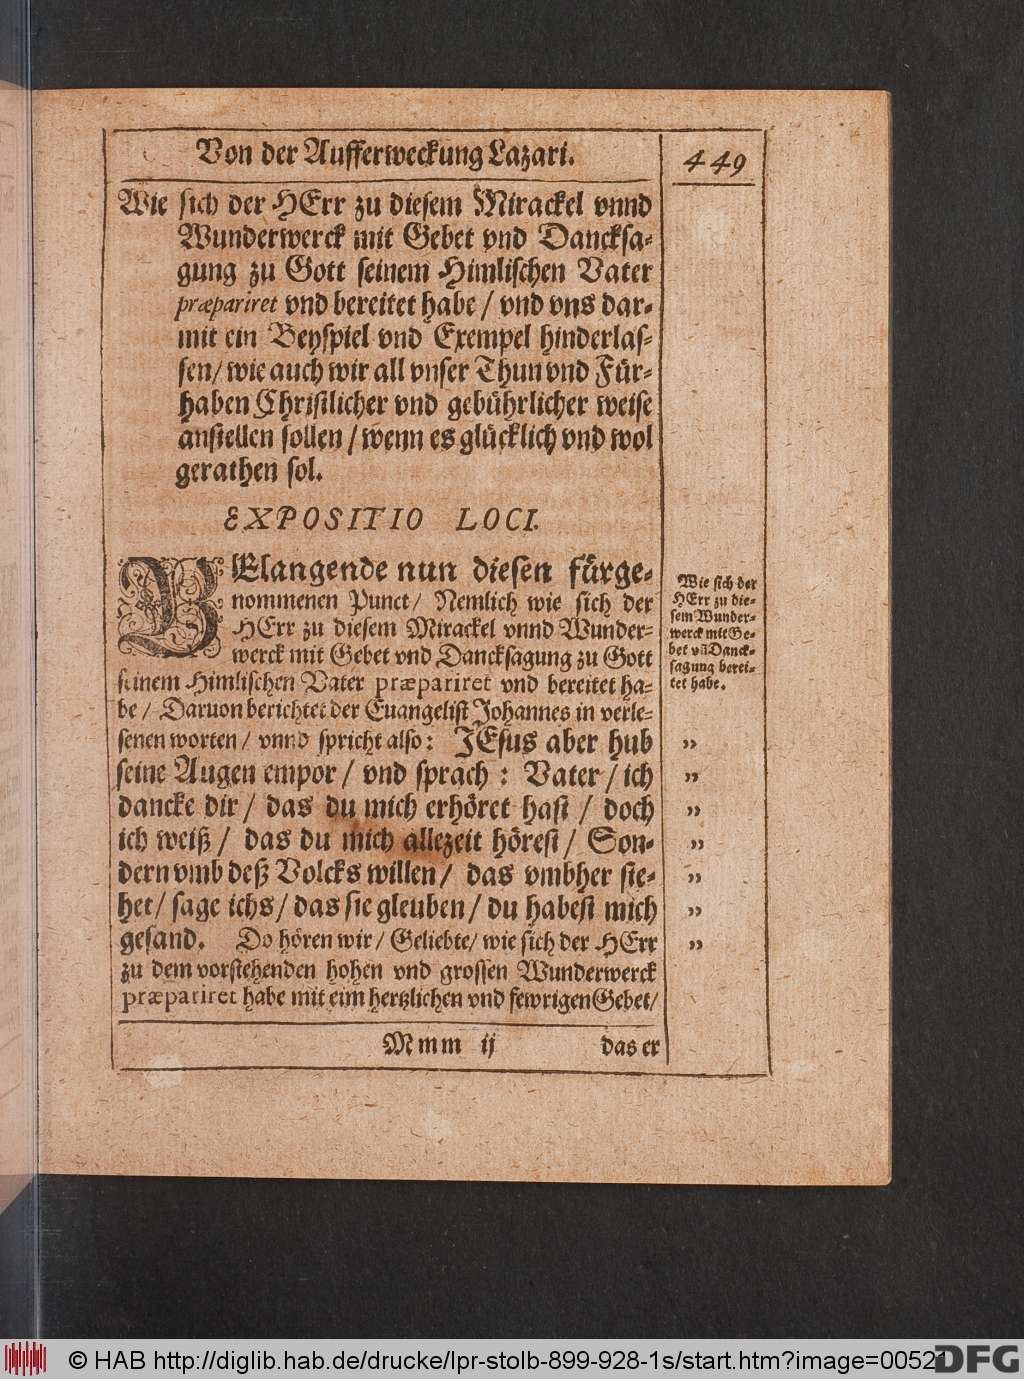 Von der Aufferweckung Lazari.
449
Wie sich der HErr zu diesem Mirackel vnnd
Wunderwerck mit Gebet vnd Dancksa-
gung zu Gott seinem Himlischen Vater
præpariret vnd bereitet habe / vnd vns dar-
mit ein Beyspiel vnd Exempel hinderlas-
sen / wie auch wir all vnser Thun vnd Für-
haben Christlicher vnd gebührlicher weise
anstellen sollen / wenn es glücklich vnd wol
gerathen sol.
EXPOSITIO LOCI.
BElangende nun diesen fürge-
nommenen Punct / Nemlich wie sich der
HErr zu diesem Mirackel vnnd Wunder-
werck mit Gebet vnd Dancksagung zu Gott
seinem Himlischen Vater præpariret vnd bereitet ha-
be / Daruon berichtet der Euangelist Johannes in verle-
senen worten / vnnd spricht also : JEsus aber hub
seine Augen empor / vnd sprach : Vater / ich
dancke dir / das du mich erhöret hast / doch
ich weiß / das du mich allezeit hörest / Son-
dern vmb deß Volcks willen / das vmbher sie-
het / sage ichs / das sie gleuben / du habest mich
gesand. Do hören wir / Geliebte / wie sich der HErr
zu dem vorstehenden hohen vnd grossen Wunderwerck
præpariret habe mit eim hertzlichen vnd fewrigen Gebet /
Wie sich der
HErr zu die-
sem Wunder-
werck mit Ge-
bet vñ Danck-
sagung berei-
tet habe.
„
„
„
„
„
„
„
Mmm ij
das er
© HAB http://diglib.hab.de/drucke/lpr-stolb-899-928-1s/start.htm?image=00521
DFG